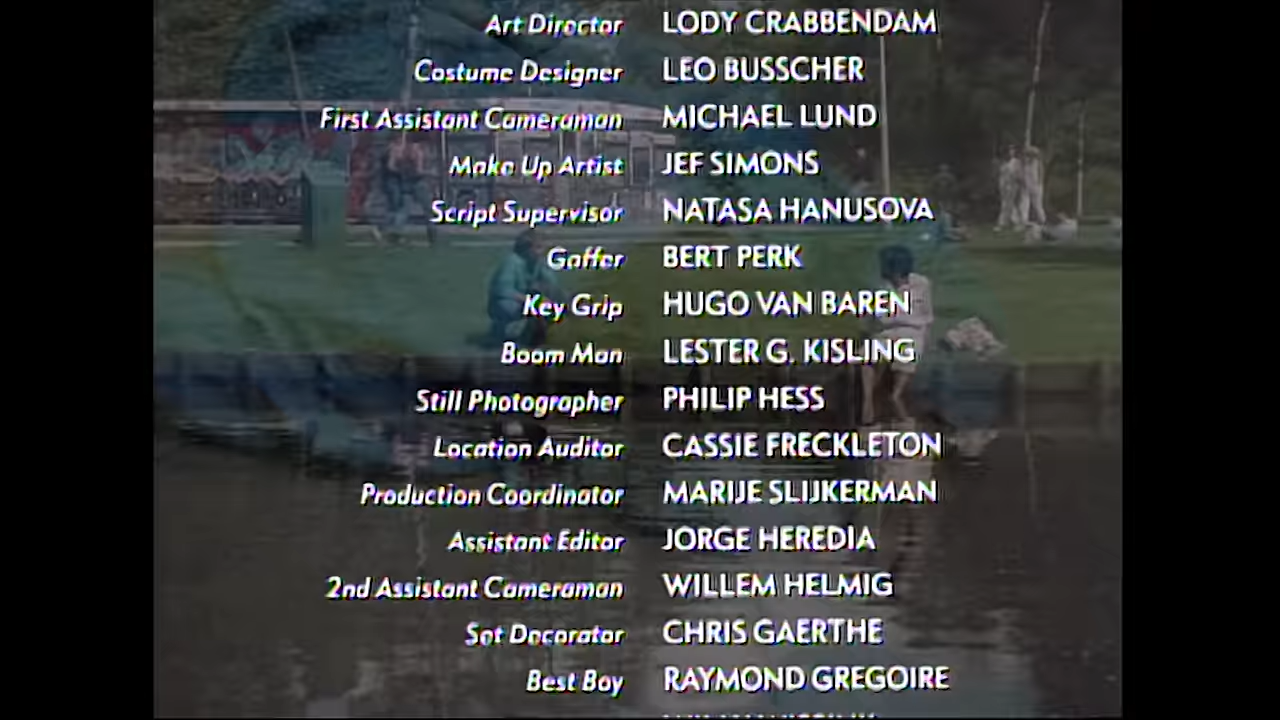 Art Director LODY CRABBENDAM
Costume Designer LEO BUSSCHER
First Assistant Cameraman MICHAEL LUND
Make Up Artist JEF SIMONS
Script Supervisor NATASA HANUSOVA
Gaffer BERT PERK
Key Grip HUGO VAN BAREN
Boom Man LESTER G. KISLING
Still Photographer PHILIP HESS
Location Auditor CASSIE FRECKLETON
Production Coordinator MARIJE SLIJKERMAN
Assistant Editor JORGE HEREDIA
2nd Assistant Cameraman WILLEM HELMIG
Set Decorator CHRIS GAERTHE
Best Boy RAYMOND GREGOIRE